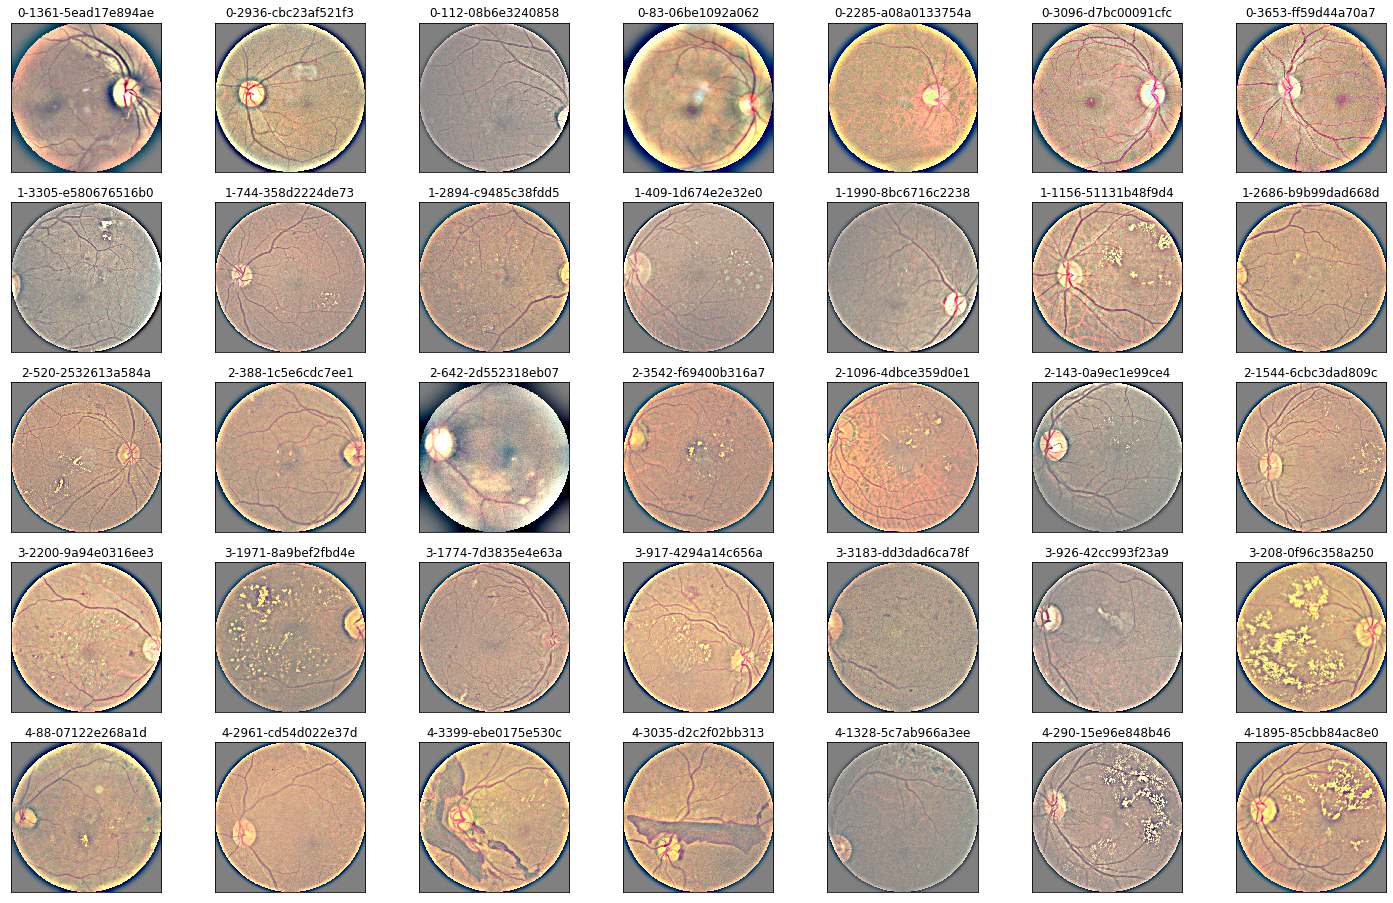 0-1361-5ead17e894ae
0-2936-cbc23af521f3
0-112-08b6e3240858
0-83-06be1092a062
0-2285-a08a0133754a
0-3096-d7bc00091cfc
0-3653-ff59d44a70a7
1-3305-e580676516b0
1-744-358d2224de73
1-2894-c9485c38fdd5
1-409-1d674e2e32e0
1-1990-8bc6716c2238
1-1156-51131b48f9d4
1-2686-b9b99dad668d
2-520-2532613a584a
2-388-1c5e6cdc7ee1
2-642-2d552318eb07
2-3542-f69400b316a7
2-1096-4dbce359d0e1
2-143-0a9ec1e99ce4
2-1544-6cbc3dad809c
3-2200-9a94e0316ee3
3-1971-8a9bef2fbd4e
3-1774-7d3835e4e63a
3-917-4294a14c656a
3-3183-dd3dad6ca78f
3-926-42cc993f23a9
3-208-0f96c358a250
4-88-07122e268a1d
4-2961-cd54d022e37d
4-3399-ebe0175e530c
4-3035-d2c2f02bb313
4-1328-5c7ab966a3ee
4-290-15e96e848b46
4-1895-85cbb84ac8e0